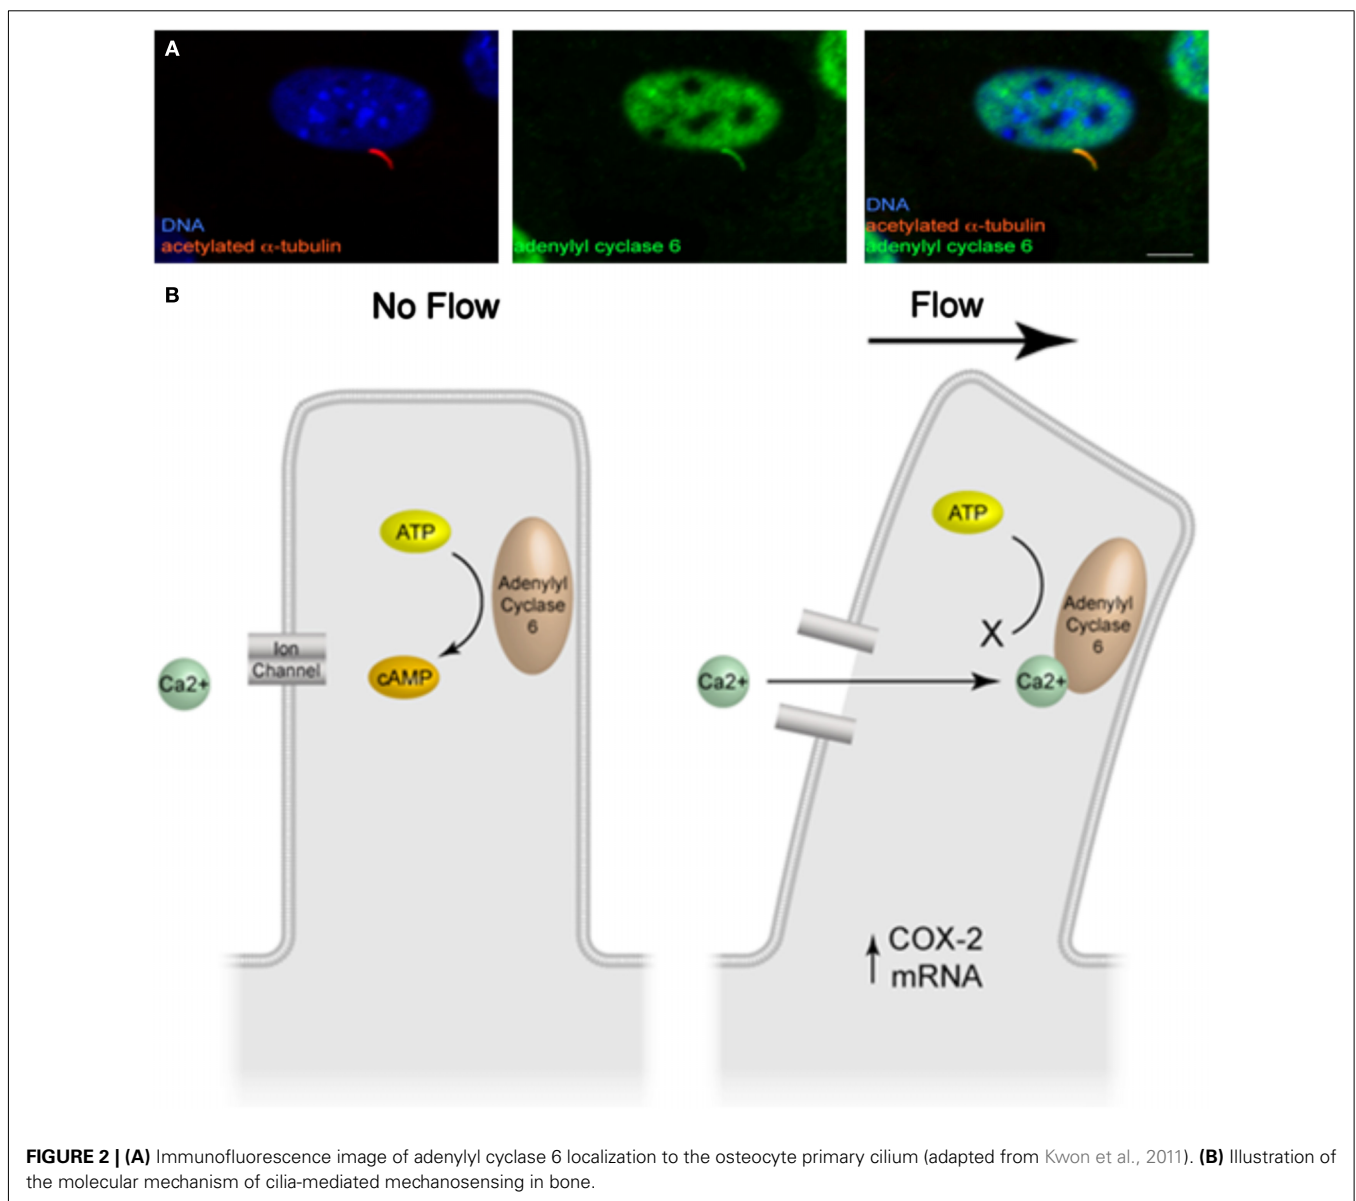 A
DNA
acetylated α-tubulin
adenylyl cyclase 6
DNA
acetylated α-tubulin
adenylyl cyclase 6
B
No Flow
Flow
ATP
Adenylyl
Cyclase
6
Ion
Channel
Ca2+
cAMP
ATP
Adenylyl
Cyclase
6
X
Ca2+
Ca2+
COX-2
mRNA
FIGURE 2 | (A) Immunofluorescence image of adenylyl cyclase 6 localization to the osteocyte primary cilium (adapted from Kwon et al., 2011). (B) Illustration of
the molecular mechanism of cilia-mediated mechanosensing in bone.